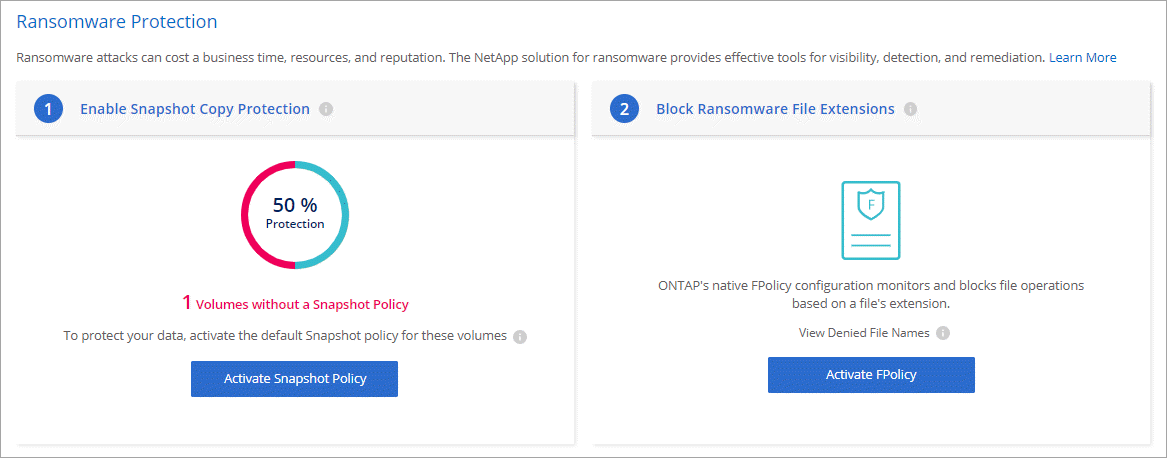 Ransomware Protection
Ransomware attacks can cost a business time, resources, and reputation. The NetApp solution for ransomware provides effective tools for visibility, detection, and remediation. Learn More
1 Enable Snapshot Copy Protection i
50 %
Protection
1 Volumes without a Snapshot Policy
To protect your data, activate the default Snapshot policy for these volumes i
Activate Snapshot Policy
2 Block Ransomware File Extensions i
F
ONTAP's native FPolicy configuration monitors and blocks file operations
based on a file's extension.
View Denied File Names i
Activate FPolicy